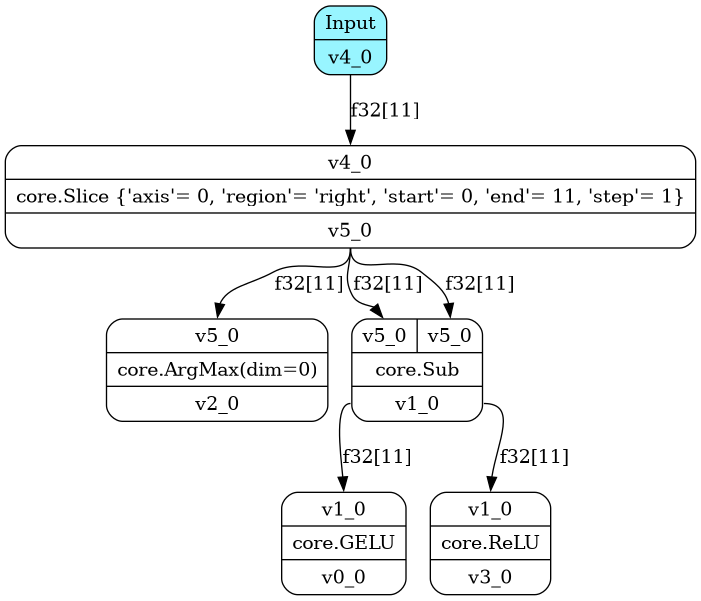 Input
v4_0
f32[11]
v4_0
core.Slice {'axis'= 0, 'region'= 'right', 'start'= 0, 'end'= 11, 'step'= 1}
v5_0
f32[11] f32[11] f32[11]
v5_0 v5_0 v5_0
core.ArgMax(dim=0) core.Sub
v2_0 v1_0
f32[11] f32[11]
v1_0 v1_0
core.GELU core.ReLU
v0_0 v3_0